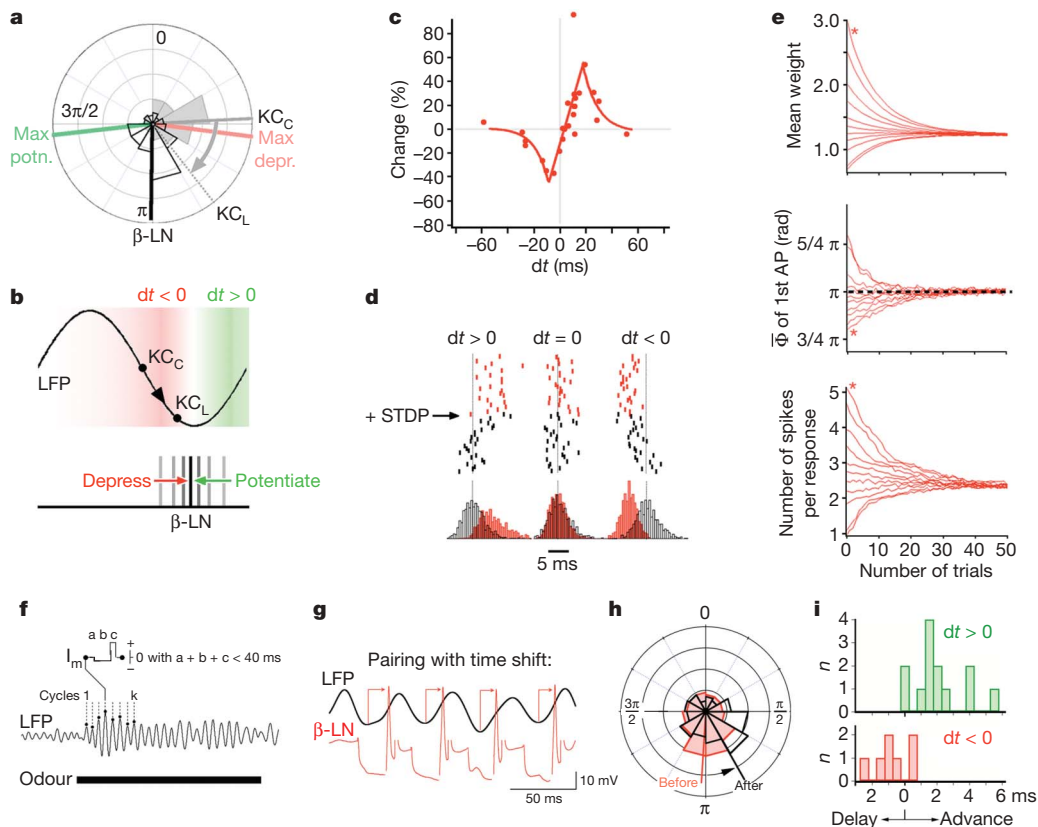 a
0
3π/2
KC_C
Max potn.
Max depr.
π
KC_L
β-LN
b
dt < 0 dt > 0
KC_C
LFP
KC_L
Depress
Potentiate
β-LN
c
80
60
40
20
0
−20
−40
−60
−80
Change (%)
−60 −20 0 20 60
dt (ms)
d
dt > 0 dt = 0 dt < 0
+ STDP
5 ms
e
3.0
*
2.0
1.0
Mean weight
5/4 π
π
3/4 π
*
Φ̅ of 1st AP (rad)
*
5
4
3
2
1
Number of spikes
per response
0 10 20 30 40 50
Number of trials
f
a b c
I_m
+
0 with a + b + c < 40 ms
−
Cycles 1 k
LFP
Odour
g
Pairing with time shift:
LFP
β-LN
10 mV
50 ms
h
0
3π/2
π/2
Before
After
π
i
4
3
2
1
0
n
dt > 0
2
1
0
n
dt < 0
2 0 2 4 6 ms
Delay Advance